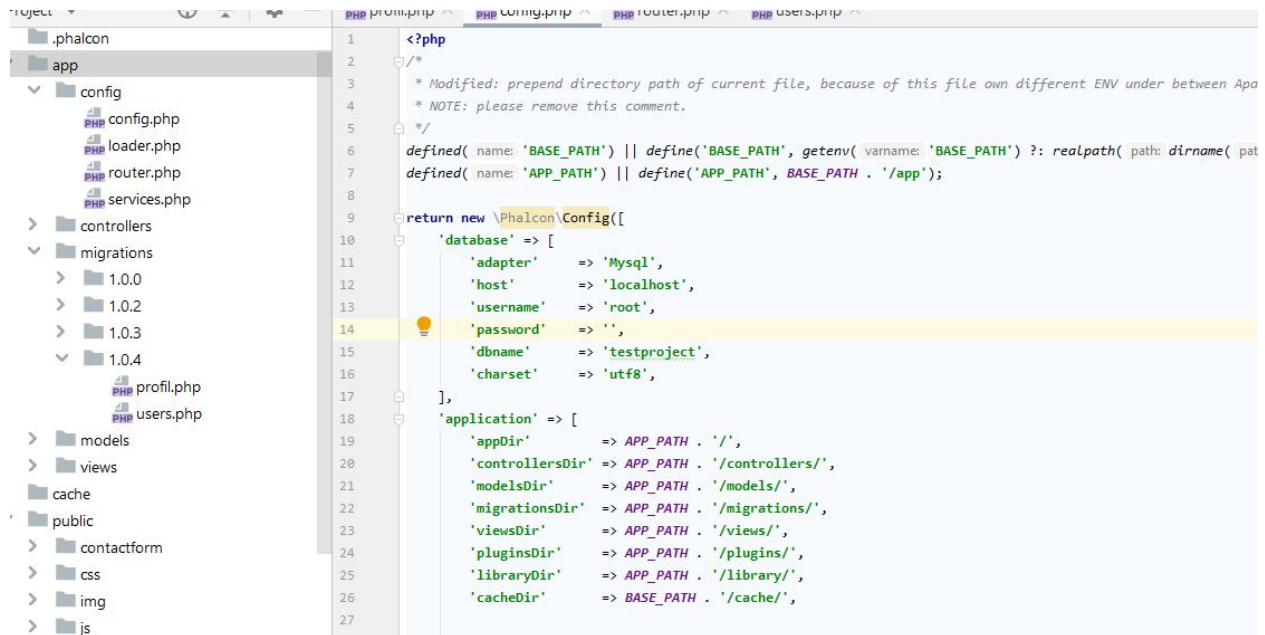 profil.php config.php router.php users.php
.phalcon
app
config
PHP config.php
PHP loader.php
PHP router.php
PHP services.php
controllers
migrations
1.0.0
1.0.2
1.0.3
1.0.4
PHP profil.php
PHP users.php
models
views
cache
public
contactform
css
img
js
1 <?php
2 /*
3 * Modified: prepend directory path of current file, because of this file own different ENV under between Apa
4 * NOTE: please remove this comment.
5 */
6 defined( name: 'BASE_PATH') || define('BASE_PATH', getenv( varname: 'BASE_PATH') ?: realpath( path: dirname( pat
7 defined( name: 'APP_PATH') || define('APP_PATH', BASE_PATH . '/app');
8
9 return new \Phalcon\Config([
10 'database' => [
11 'adapter' => 'Mysql',
12 'host' => 'localhost',
13 'username' => 'root',
14 'password' => '',
15 'dbname' => 'testproject',
16 'charset' => 'utf8',
17 ],
18 'application' => [
19 'appDir' => APP_PATH . '/',
20 'controllersDir' => APP_PATH . '/controllers/',
21 'modelsDir' => APP_PATH . '/models/',
22 'migrationsDir' => APP_PATH . '/migrations/',
23 'viewsDir' => APP_PATH . '/views/',
24 'pluginsDir' => APP_PATH . '/plugins/',
25 'libraryDir' => APP_PATH . '/library/',
26 'cacheDir' => BASE_PATH . '/cache/',
27